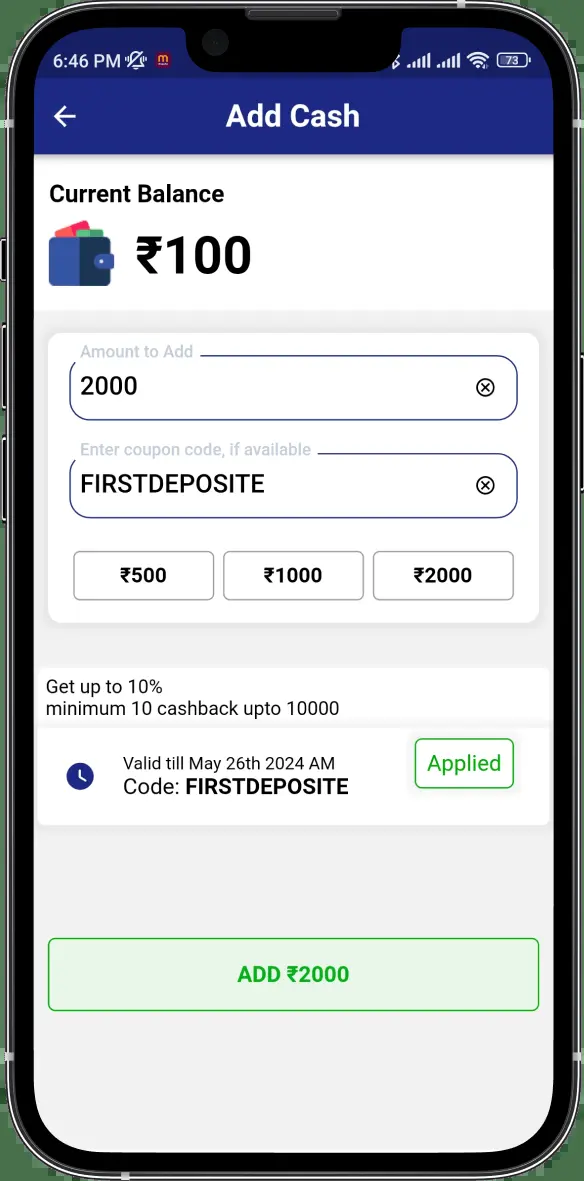 6:46 PM
73
Add Cash
Current Balance
₹100
Amount to Add
2000
Enter coupon code, if available
FIRSTDEPOSITE
₹500 ₹1000 ₹2000
Get up to 10%
minimum 10 cashback upto 10000
Valid till May 26th 2024 AM
Code: FIRSTDEPOSITE
Applied
ADD ₹2000